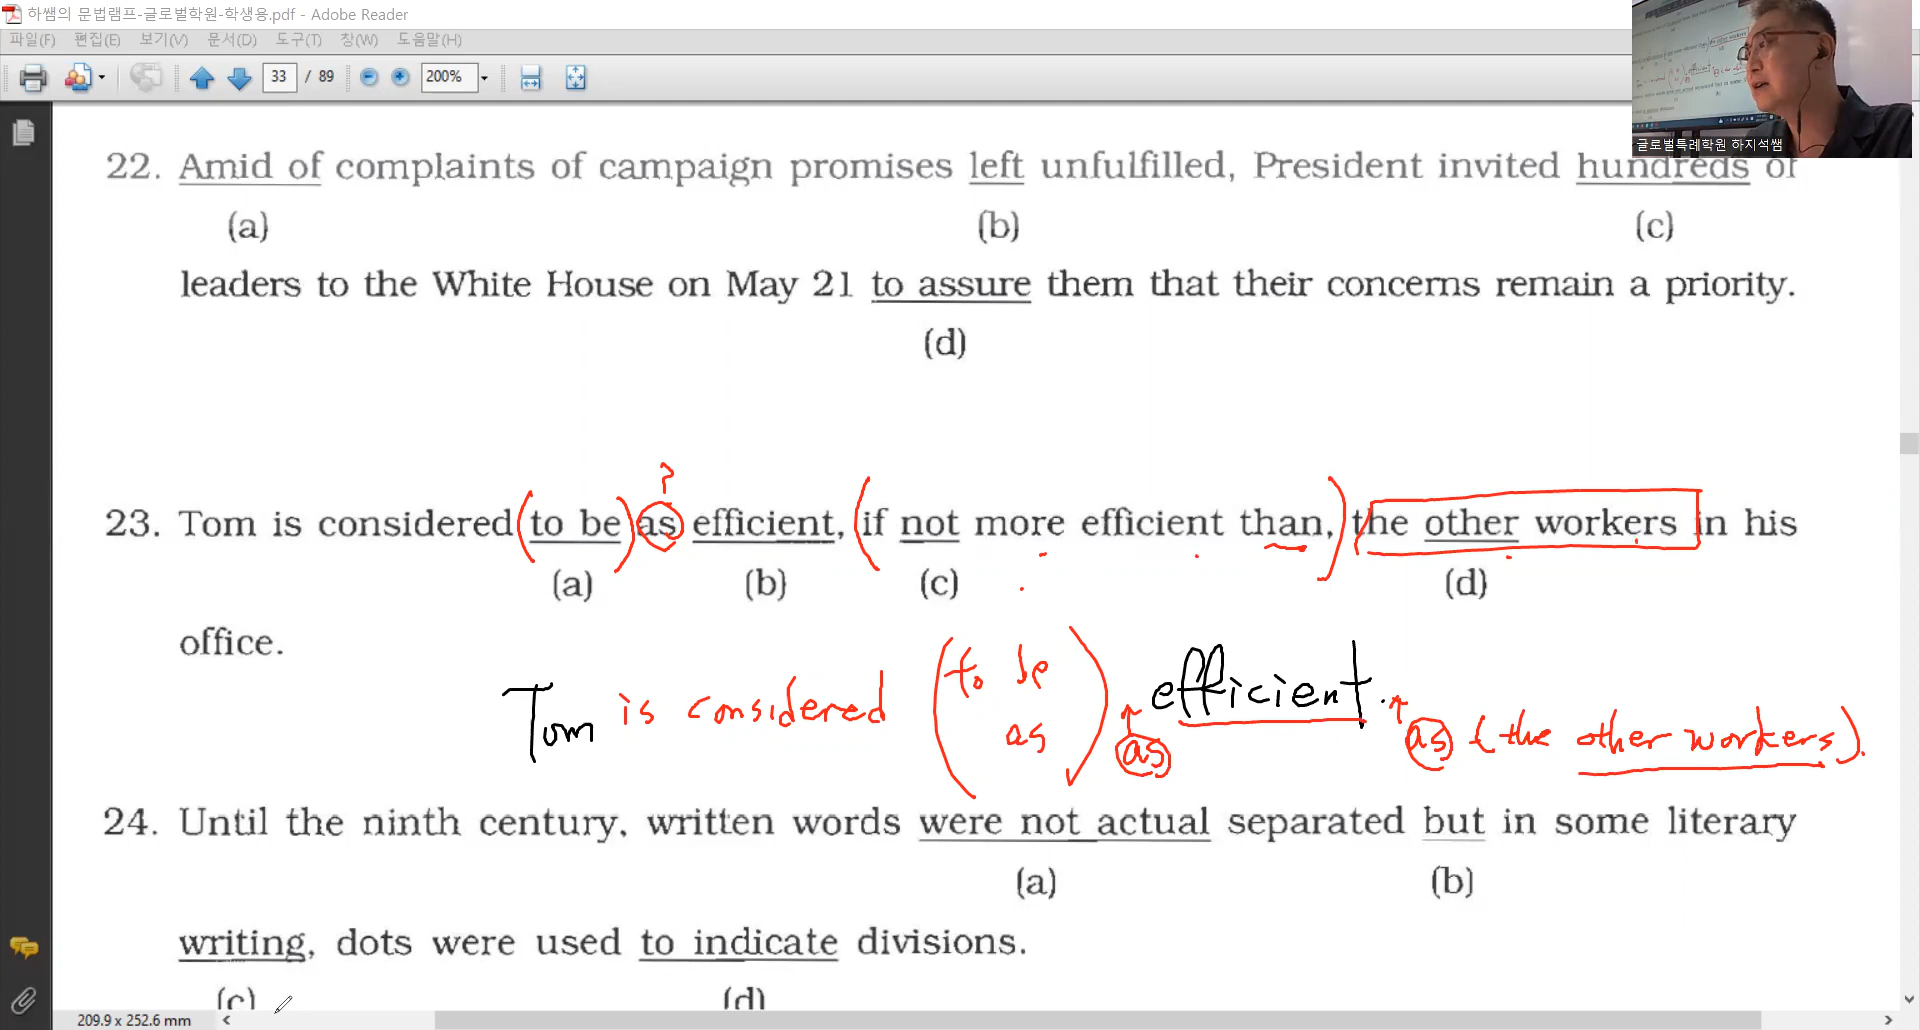 하쌤의 문법램프-글로벌학원-학생용.pdf - Adobe Reader
파일(F) 편집(E) 보기(V) 문서(D) 도구(T) 창(W) 도움말(H)
33 / 89 200%
글로벌특례학원 하지석쌤
22. Amid of complaints of campaign promises left unfulfilled, President invited hundreds of
(a) (b) (c)
leaders to the White House on May 21 to assure them that their concerns remain a priority.
(d)
?
23. Tom is considered (to be) as efficient, (if not more efficient than,) the other workers in his
(a) (b) (c) (d)
office.
Tom is considered (to be as) as efficient. as (the other workers).
24. Until the ninth century, written words were not actual separated but in some literary
(a) (b)
writing, dots were used to indicate divisions.
(c) (d)
209.9 x 252.6 mm